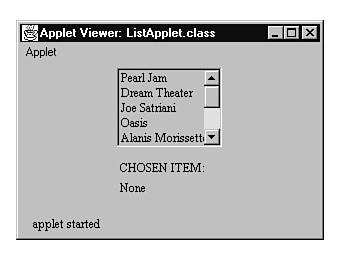 Applet Viewer: ListApplet.class
Applet
Pearl Jam
Dream Theater
Joe Satriani
Oasis
Alanis Morissett
CHOSEN ITEM:
None
applet started